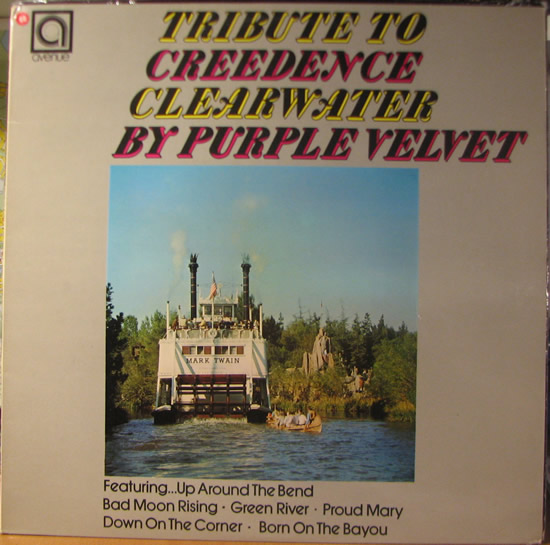 avenue
TRIBUTE TO
CREEDENCE
CLEARWATER
BY PURPLE VELVET
MARK TWAIN
Featuring...Up Around The Bend
Bad Moon Rising · Green River · Proud Mary
Down On The Corner · Born On The Bayou